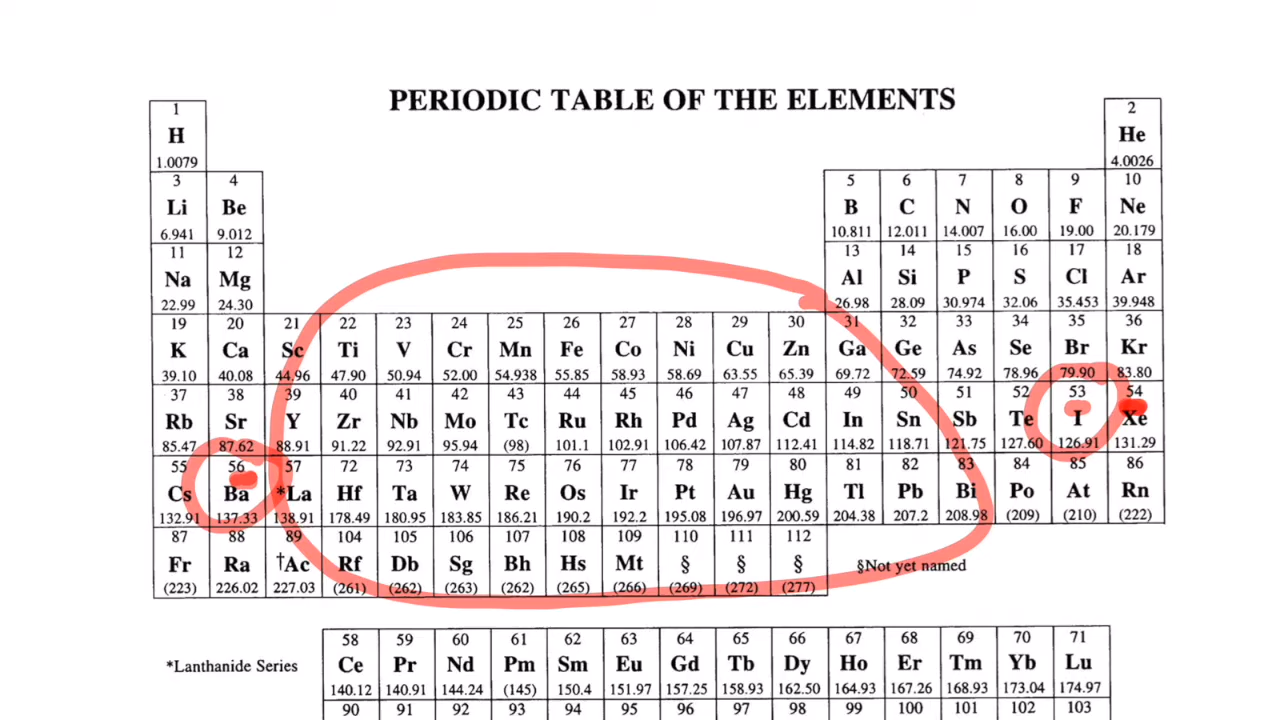 PERIODIC TABLE OF THE ELEMENTS
1 2
H He
1.0079 4.0026
3 4 5 6 7 8 9 10
Li Be B C N O F Ne
6.941 9.012 10.811 12.011 14.007 16.00 19.00 20.179
11 12 13 14 15 16 17 18
Na Mg Al Si P S Cl Ar
22.99 24.30 26.98 28.09 30.974 32.06 35.453 39.948
19 20 21 22 23 24 25 26 27 28 29 30 31 32 33 34 35 36
K Ca Sc Ti V Cr Mn Fe Co Ni Cu Zn Ga Ge As Se Br Kr
39.10 40.08 44.96 47.90 50.94 52.00 54.938 55.85 58.93 58.69 63.55 65.39 69.72 72.59 74.92 78.96 79.90 83.80
37 38 39 40 41 42 43 44 45 46 47 48 49 50 51 52 53 54
Rb Sr Y Zr Nb Mo Tc Ru Rh Pd Ag Cd In Sn Sb Te I Xe
85.47 87.62 88.91 91.22 92.91 95.94 (98) 101.1 102.91 106.42 107.87 112.41 114.82 118.71 121.75 127.60 126.91 131.29
55 56 57 72 73 74 75 76 77 78 79 80 81 82 83 84 85 86
Cs Ba *La Hf Ta W Re Os Ir Pt Au Hg Tl Pb Bi Po At Rn
132.91 137.33 138.91 178.49 180.95 183.85 186.21 190.2 192.2 195.08 196.97 200.59 204.38 207.2 208.98 (209) (210) (222)
87 88 89 104 105 106 107 108 109 110 111 112
Fr Ra †Ac Rf Db Sg Bh Hs Mt § § § §Not yet named
(223) 226.02 227.03 (261) (262) (263) (262) (265) (266) (269) (272) (277)
58 59 60 61 62 63 64 65 66 67 68 69 70 71
*Lanthanide Series Ce Pr Nd Pm Sm Eu Gd Tb Dy Ho Er Tm Yb Lu
140.12 140.91 144.24 (145) 150.4 151.97 157.25 158.93 162.50 164.93 167.26 168.93 173.04 174.97
90 91 92 93 94 95 96 97 98 99 100 101 102 103